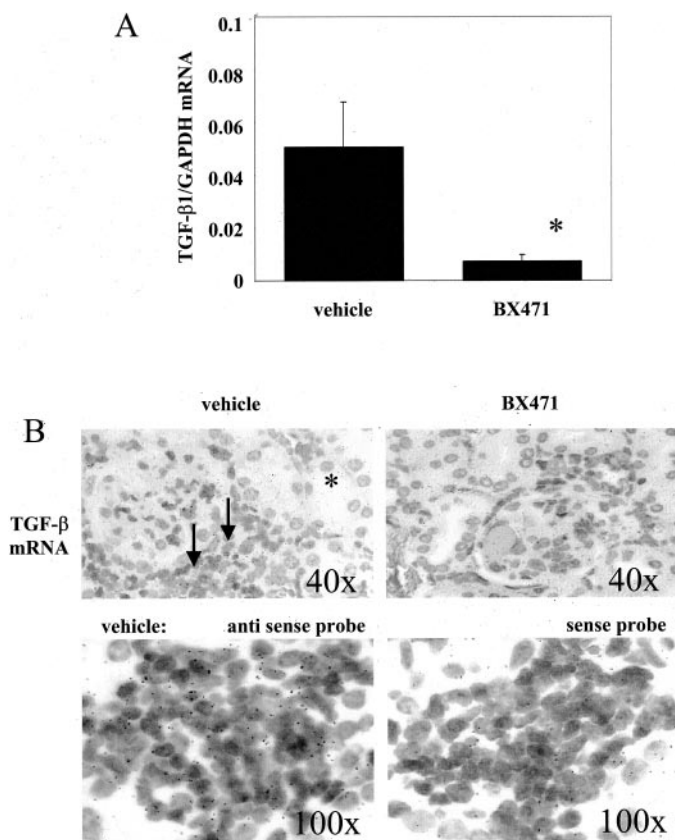 A
TGF-β1/GAPDH mRNA
0.1
0.08
0.06
0.04
0.02
0
*
vehicle
BX471
B
vehicle
BX471
TGF-β
mRNA
*
40x
40x
vehicle:
anti sense probe
sense probe
100x
100x